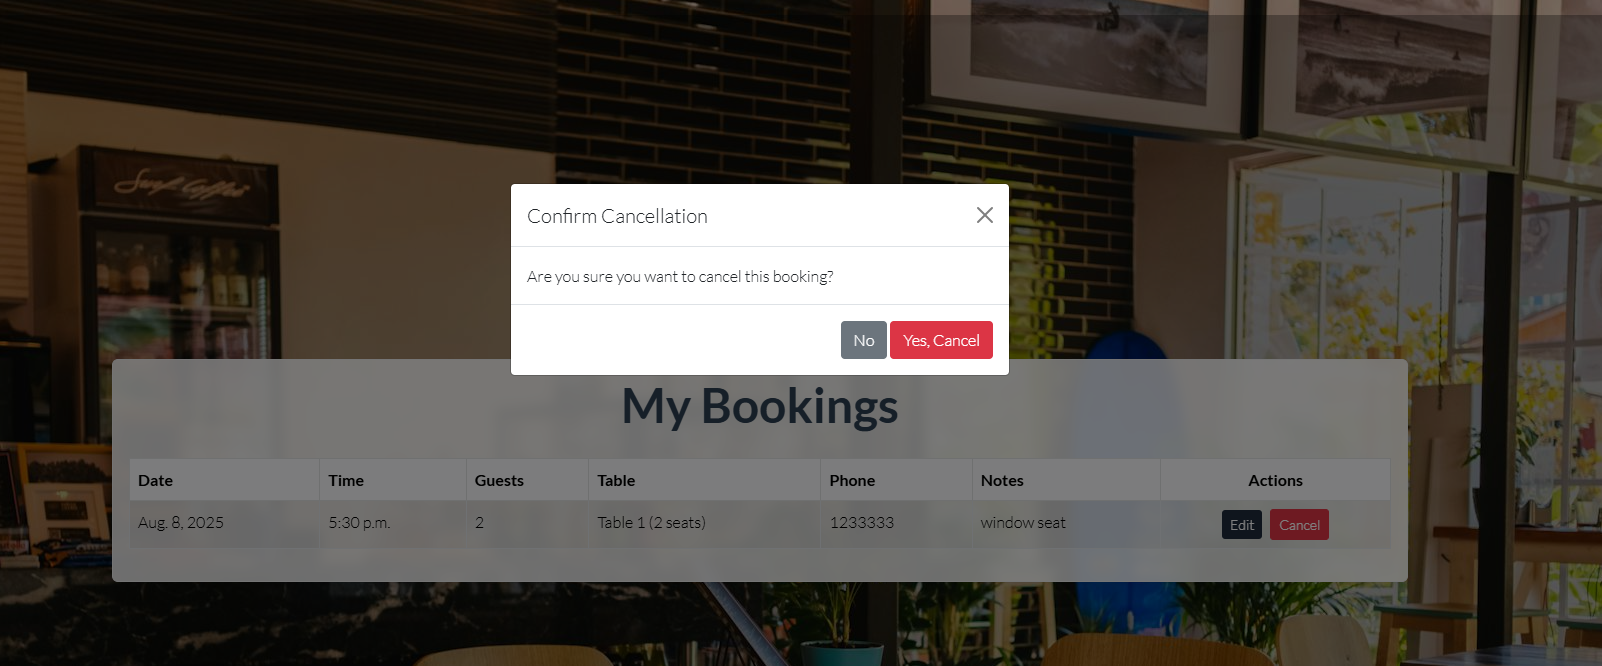 Surf Coffee
Confirm Cancellation
Are you sure you want to cancel this booking?
No Yes, Cancel
My Bookings
Date Time Guests Table Phone Notes Actions
Aug. 8, 2025 5:30 p.m. 2 Table 1 (2 seats) 1233333 window seat Edit Cancel